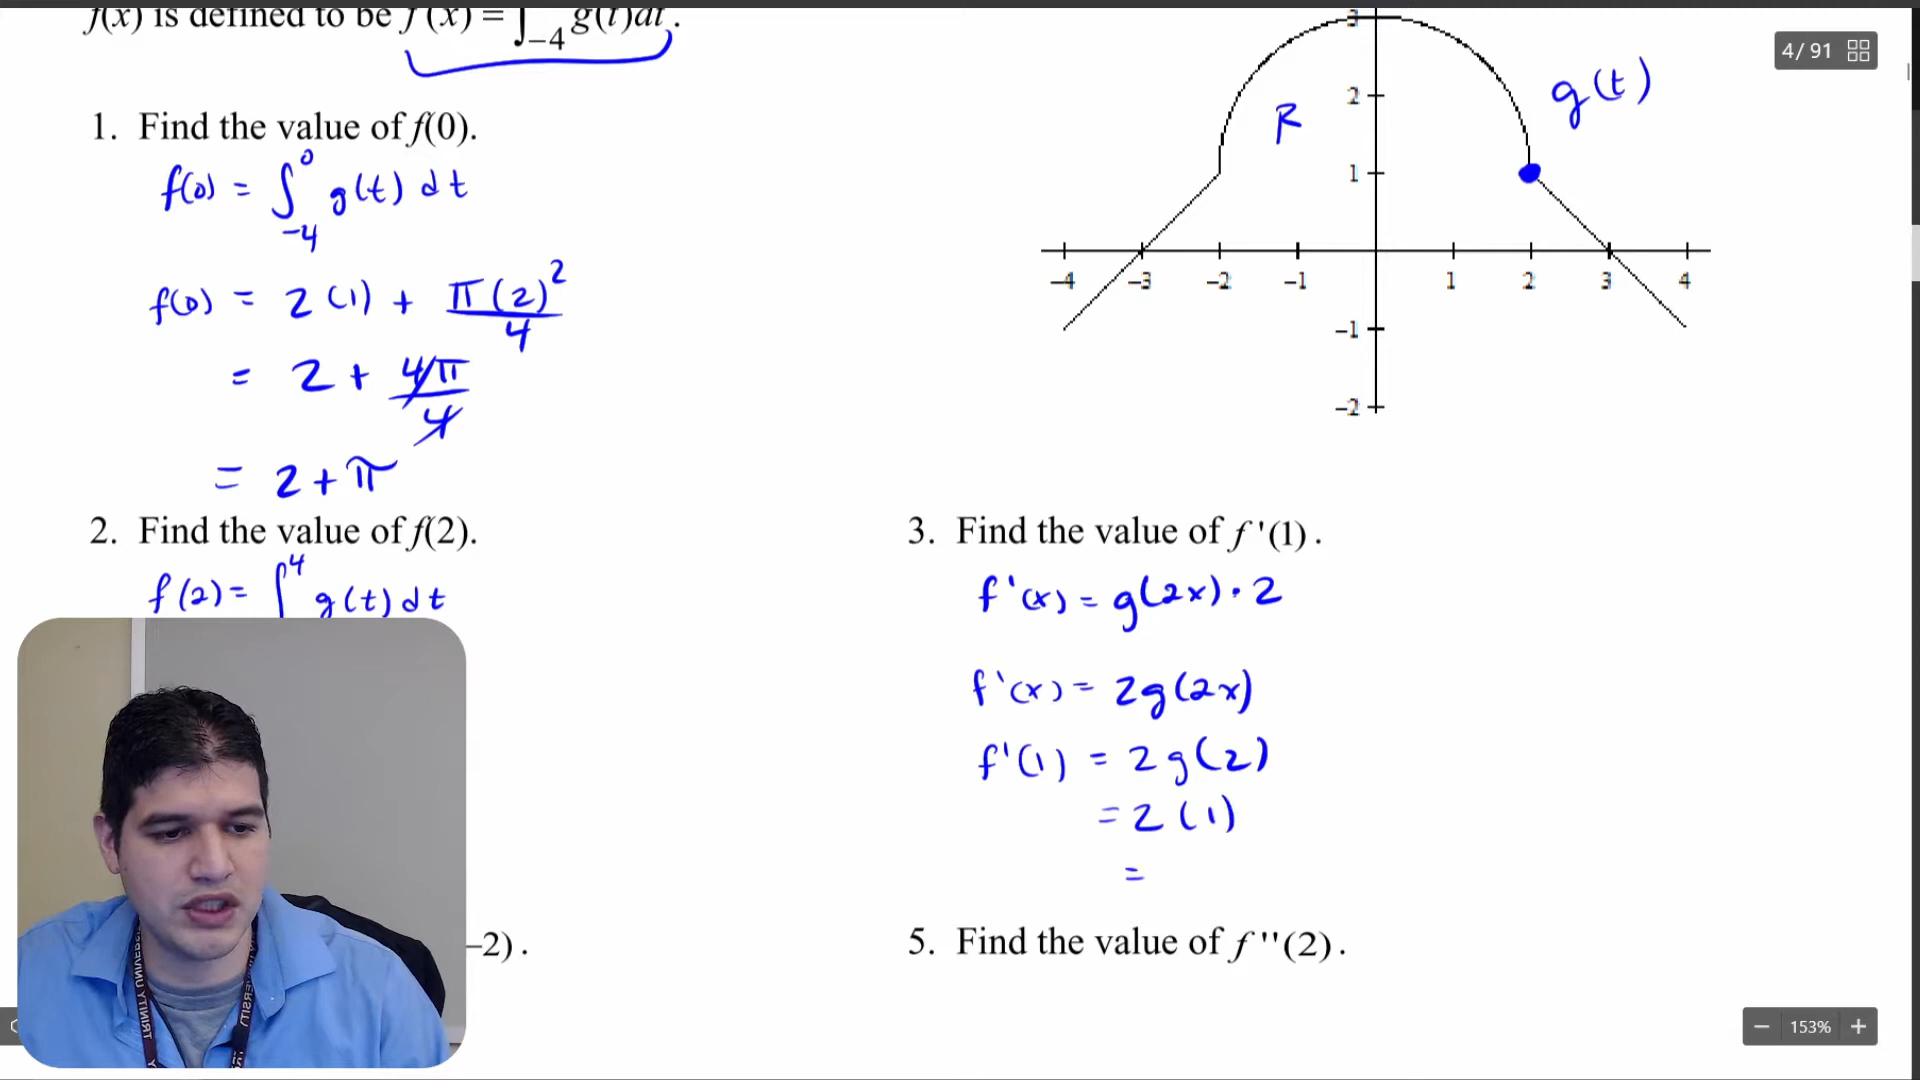 f(x) is defined to be f(x) = ∫₋₄ g(t)dt.
1. Find the value of f(0).
f(0) = ∫₋₄⁰ g(t) dt
f(0) = 2(1) + π(2)²/4
= 2 + 4π/4
= 2 + π
3
2
1
-1
-2
-4 -3 -2 -1 1 2 3 4
R
g(t)
4/ 91
2. Find the value of f(2).
f(2) = ∫⁴ g(t) dt
3. Find the value of f '(1).
f'(x) = g(2x) · 2
f'(x) = 2g(2x)
f'(1) = 2g(2)
= 2(1)
=
−2).
5. Find the value of f ''(2).
TRINITY UNIVERSITY
− 153% +